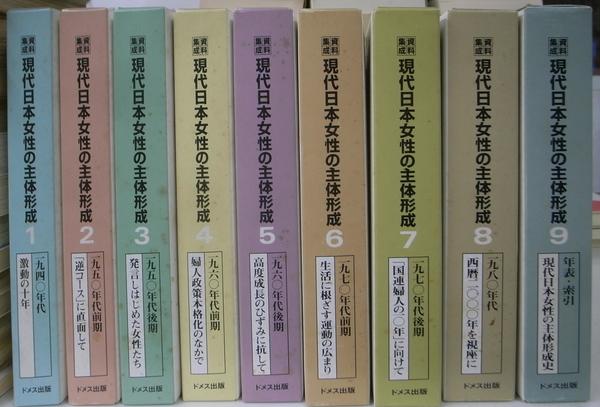 資料集成
現代日本女性の主体形成
1
一九四〇年代
激動の十年
ドメス出版
資料集成
現代日本女性の主体形成
2
一九五〇年代前期
「逆コース」に直面して
ドメス出版
資料集成
現代日本女性の主体形成
3
一九五〇年代後期
発言しはじめた女性たち
ドメス出版
資料集成
現代日本女性の主体形成
4
一九六〇年代前期
婦人政策本格化のなかで
ドメス出版
資料集成
現代日本女性の主体形成
5
一九六〇年代後期
高度成長のひずみに抗して
ドメス出版
資料集成
現代日本女性の主体形成
6
一九七〇年代前期
生活に根ざす運動の広まり
ドメス出版
資料集成
現代日本女性の主体形成
7
一九七〇年代後期
「国連婦人の一〇年」に向けて
ドメス出版
資料集成
現代日本女性の主体形成
8
一九八〇年代
西暦二〇〇〇年を視座に
ドメス出版
資料集成
現代日本女性の主体形成
9
年表・索引
現代日本女性の主体形成史
ドメス出版